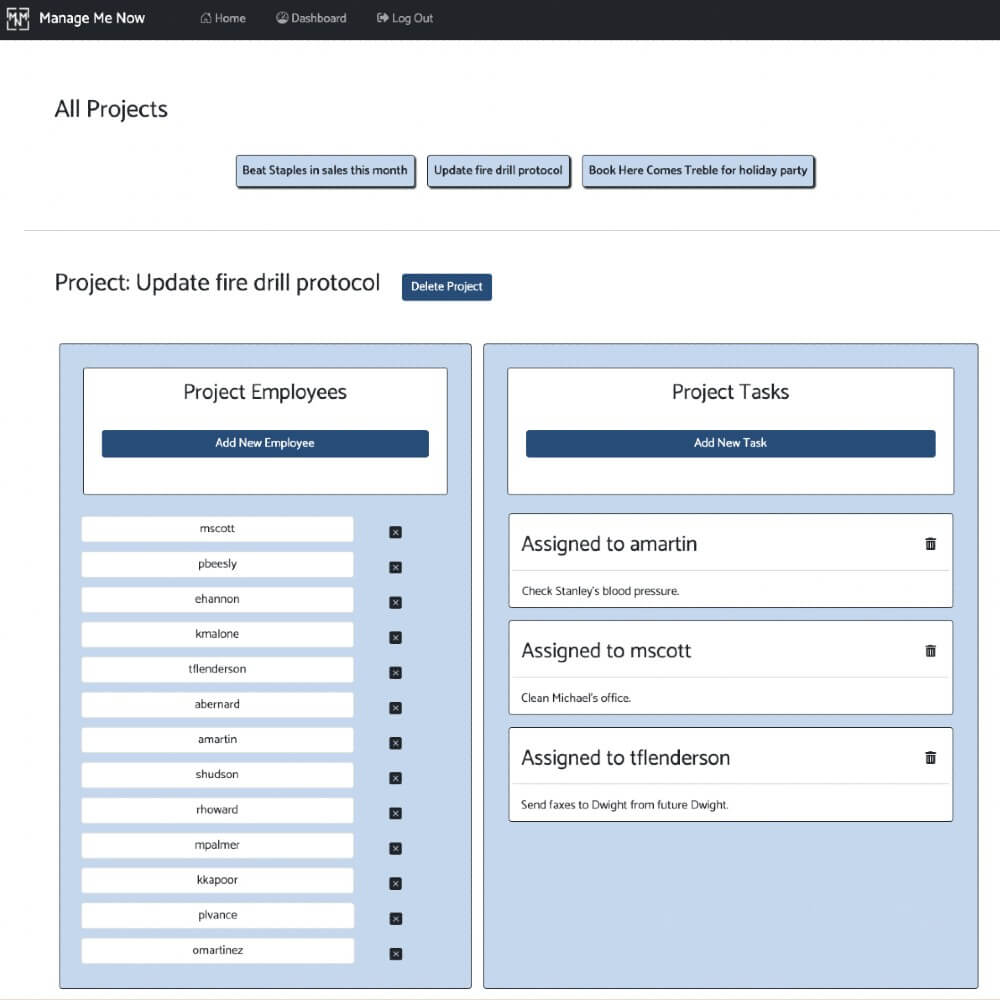 MMN Manage Me Now Home Dashboard Log Out
All Projects
Beat Staples in sales this month Update fire drill protocol Book Here Comes Treble for holiday party
Project: Update fire drill protocol Delete Project
Project Employees
Add New Employee
mscott
pbeesly
ehannon
kmalone
tflenderson
abernard
amartin
shudson
rhoward
mpalmer
kkapoor
plvance
omartinez
Project Tasks
Add New Task
Assigned to amartin
Check Stanley's blood pressure.
Assigned to mscott
Clean Michael's office.
Assigned to tflenderson
Send faxes to Dwight from future Dwight.